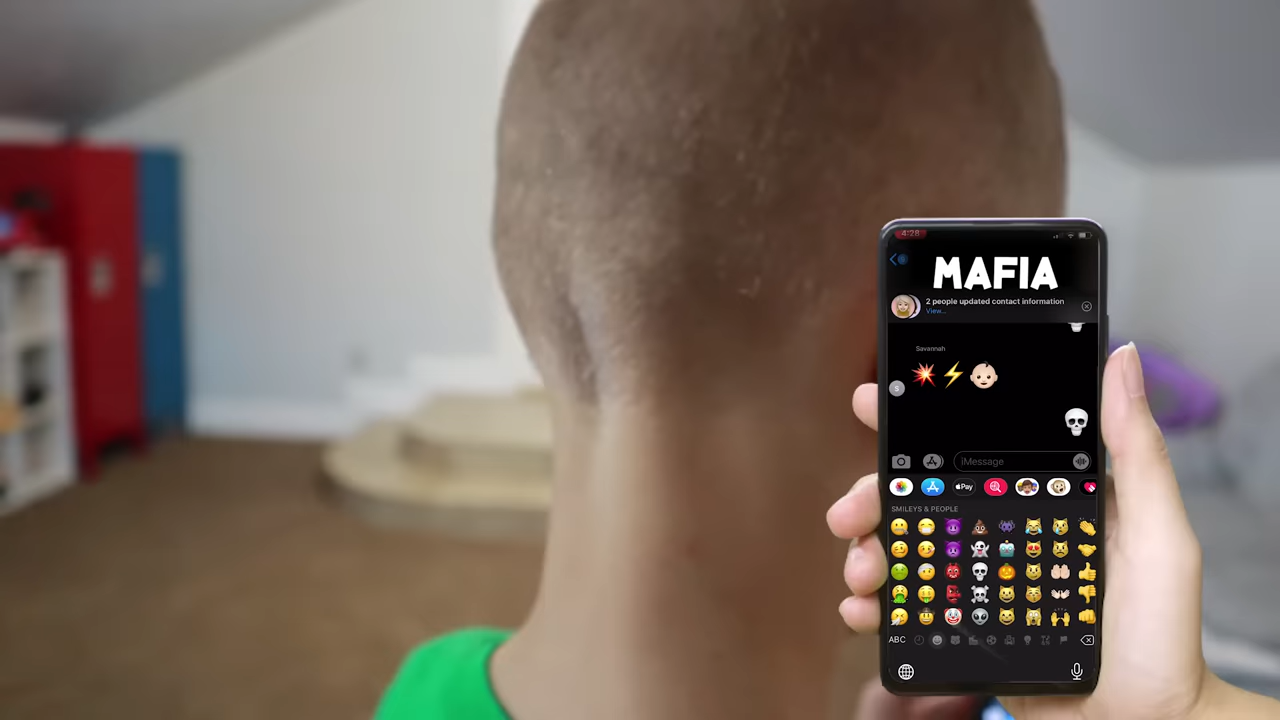 4:28
MAFIA
2 people updated contact information
View...
Savannah
S
iMessage
Pay
SMILEYS & PEOPLE
ABC